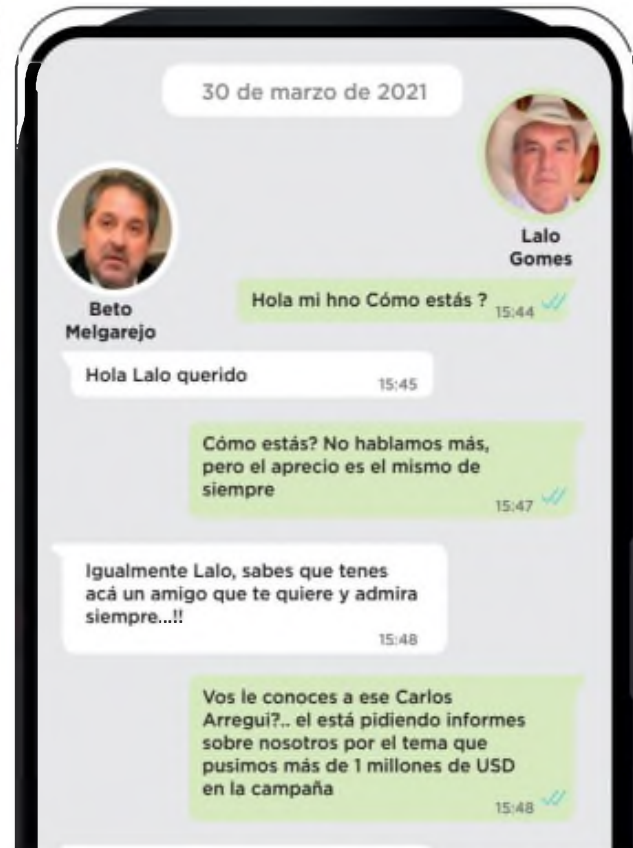 30 de marzo de 2021
Lalo
Gomes
Beto
Melgarejo
Hola mi hno Cómo estás ?
15:44
Hola Lalo querido
15:45
Cómo estás? No hablamos más,
pero el aprecio es el mismo de
siempre
15:47
Igualmente Lalo, sabes que tenes
acá un amigo que te quiere y admira
siempre...!!
15:48
Vos le conoces a ese Carlos
Arregui?.. el está pidiendo informes
sobre nosotros por el tema que
pusimos más de 1 millones de USD
en la campaña
15:48